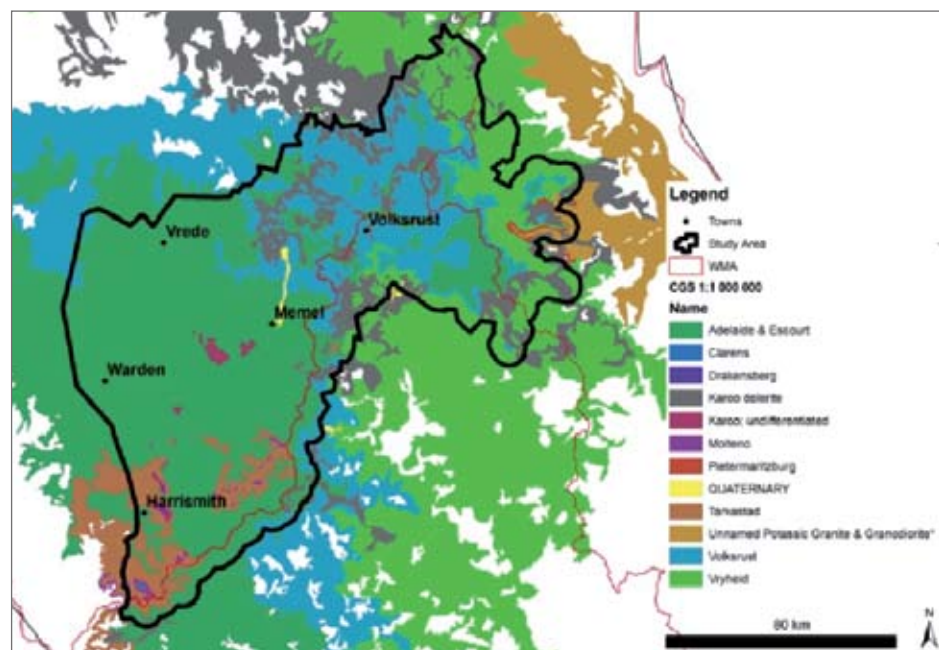 Vrede
Volksrust
Memel
Warden
Harrismith
Legend
Towns
Study Area
WMA
CGS 1:1 000 000
Name
Adelaide & Escourt
Clarens
Drakensberg
Karoo dolerite
Karoo: undifferentiated
Molteno
Pietermaritzburg
QUATERNARY
Tarkastad
Unnamed Potassic Granite & Granodiorite*
Volksrust
Vryheid
80 km
N